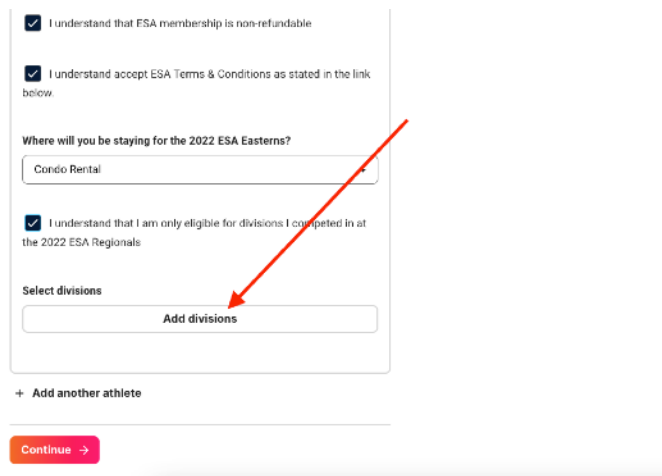 I understand that ESA membership is non-refundable
I understand accept ESA Terms & Conditions as stated in the link
below.
Where will you be staying for the 2022 ESA Easterns?
Condo Rental
I understand that I am only eligible for divisions I competed in at
the 2022 ESA Regionals
Select divisions
Add divisions
+ Add another athlete
Continue →